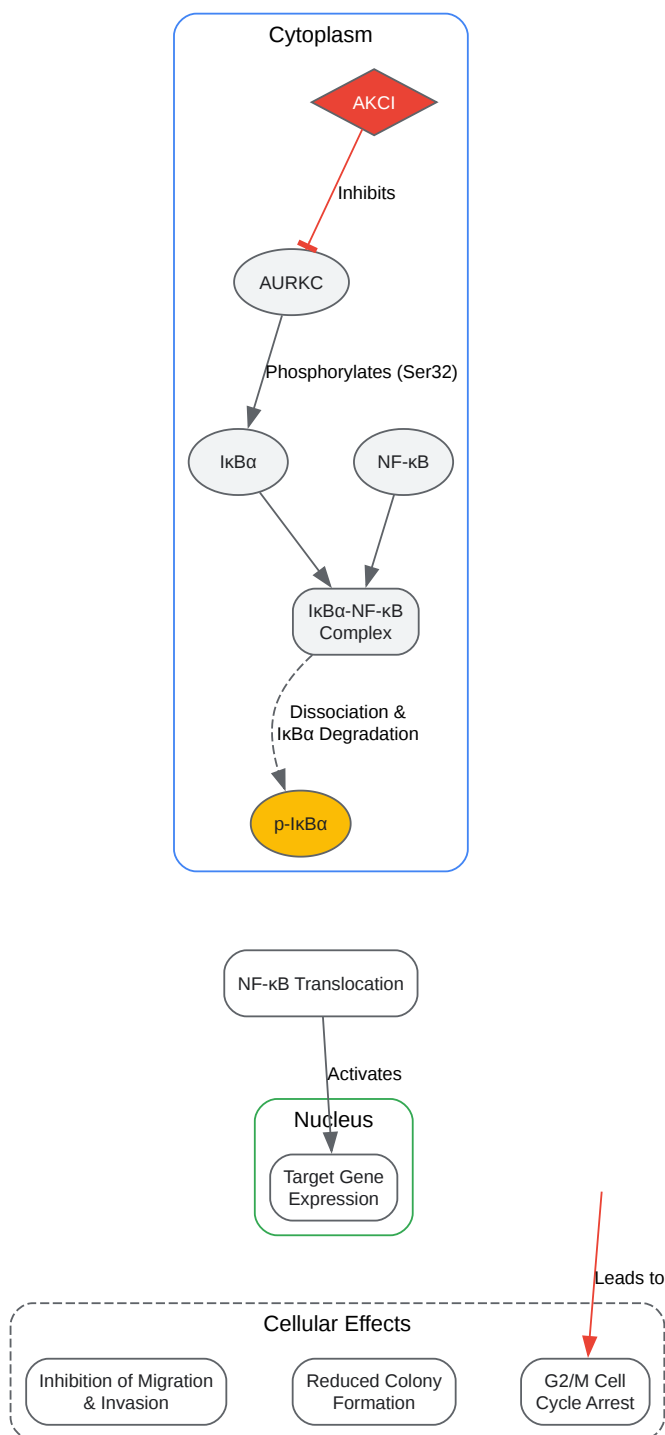 Cytoplasm
AKCI
Inhibits
AURKC
Phosphorylates (Ser32)
IκBα
NF-κB
IκBα-NF-κB
Complex
Dissociation &
IκBα Degradation
p-IκBα
NF-κB Translocation
Activates
Nucleus
Target Gene
Expression
Leads to
Cellular Effects
Inhibition of Migration
& Invasion
Reduced Colony
Formation
G2/M Cell
Cycle Arrest